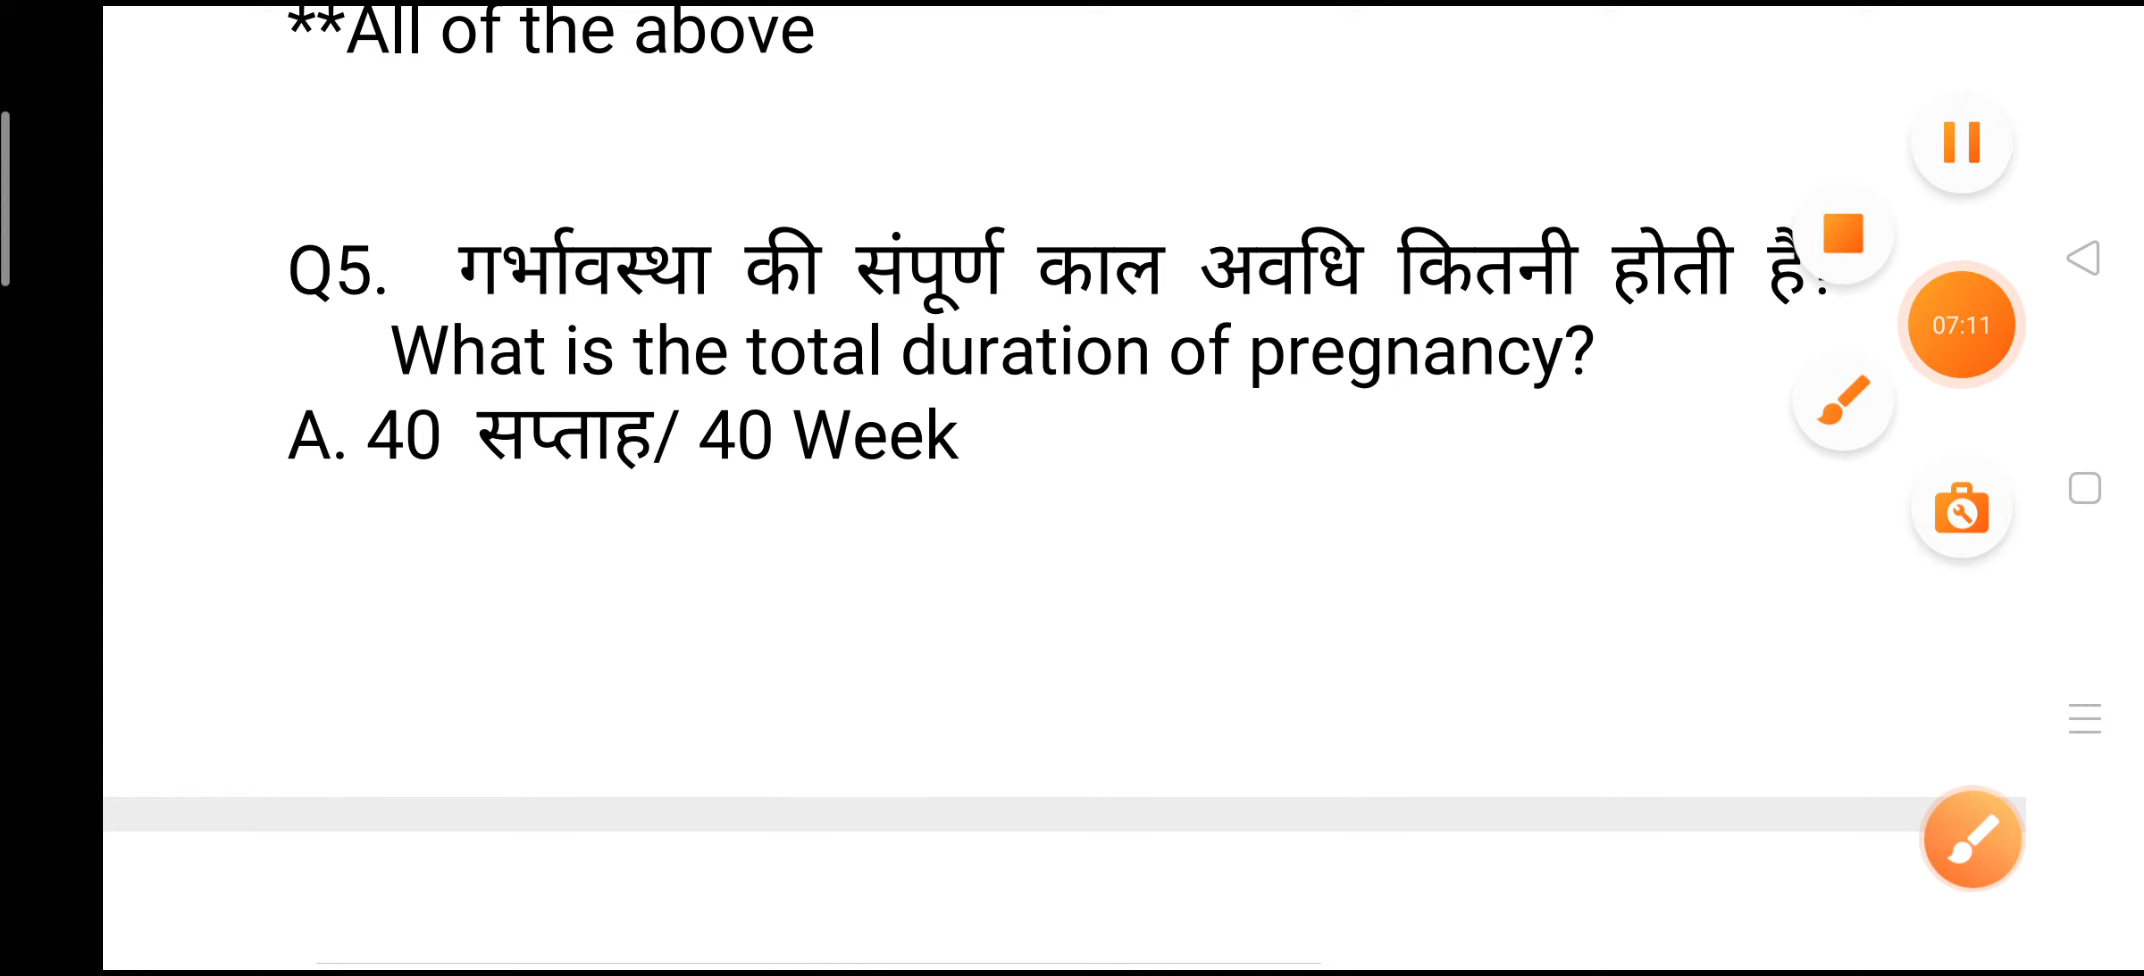 **All of the above
Q5. गर्भावस्था की संपूर्ण काल अवधि कितनी होती है?
What is the total duration of pregnancy?
A. 40 सप्ताह/ 40 Week
07:11